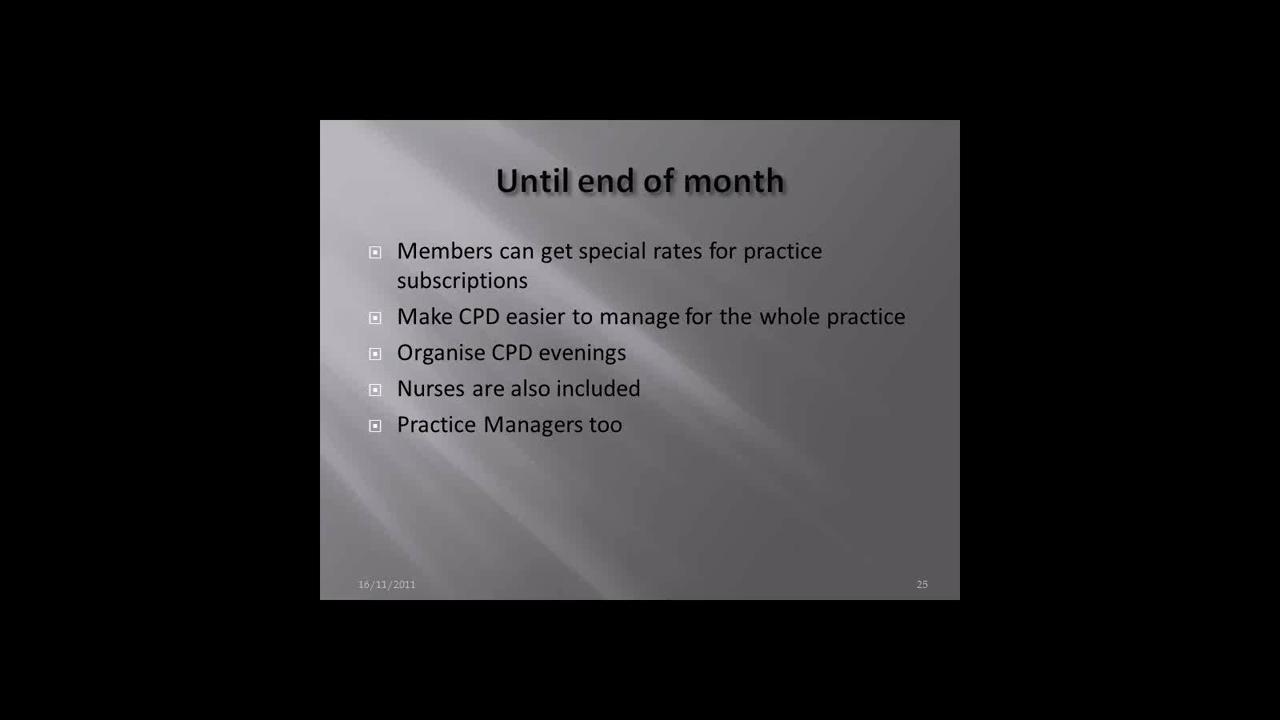 Until end of month
Members can get special rates for practice
subscriptions
Make CPD easier to manage for the whole practice
Organise CPD evenings
Nurses are also included
Practice Managers too
16/11/2011
25